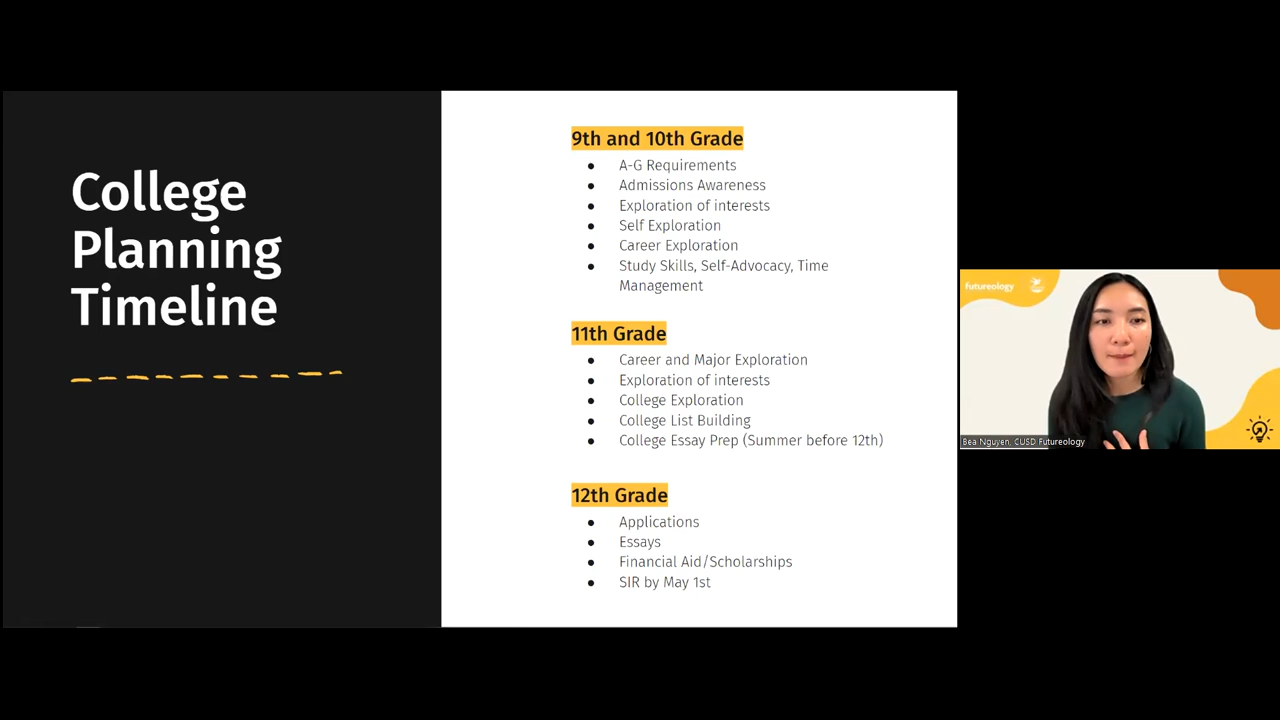 College
Planning
Timeline
9th and 10th Grade
● A-G Requirements
● Admissions Awareness
● Exploration of interests
● Self Exploration
● Career Exploration
● Study Skills, Self-Advocacy, Time
Management
11th Grade
● Career and Major Exploration
● Exploration of interests
● College Exploration
● College List Building
● College Essay Prep (Summer before 12th)
12th Grade
● Applications
● Essays
● Financial Aid/Scholarships
● SIR by May 1st
futureology
Bea Nguyen, CUSD Futureology